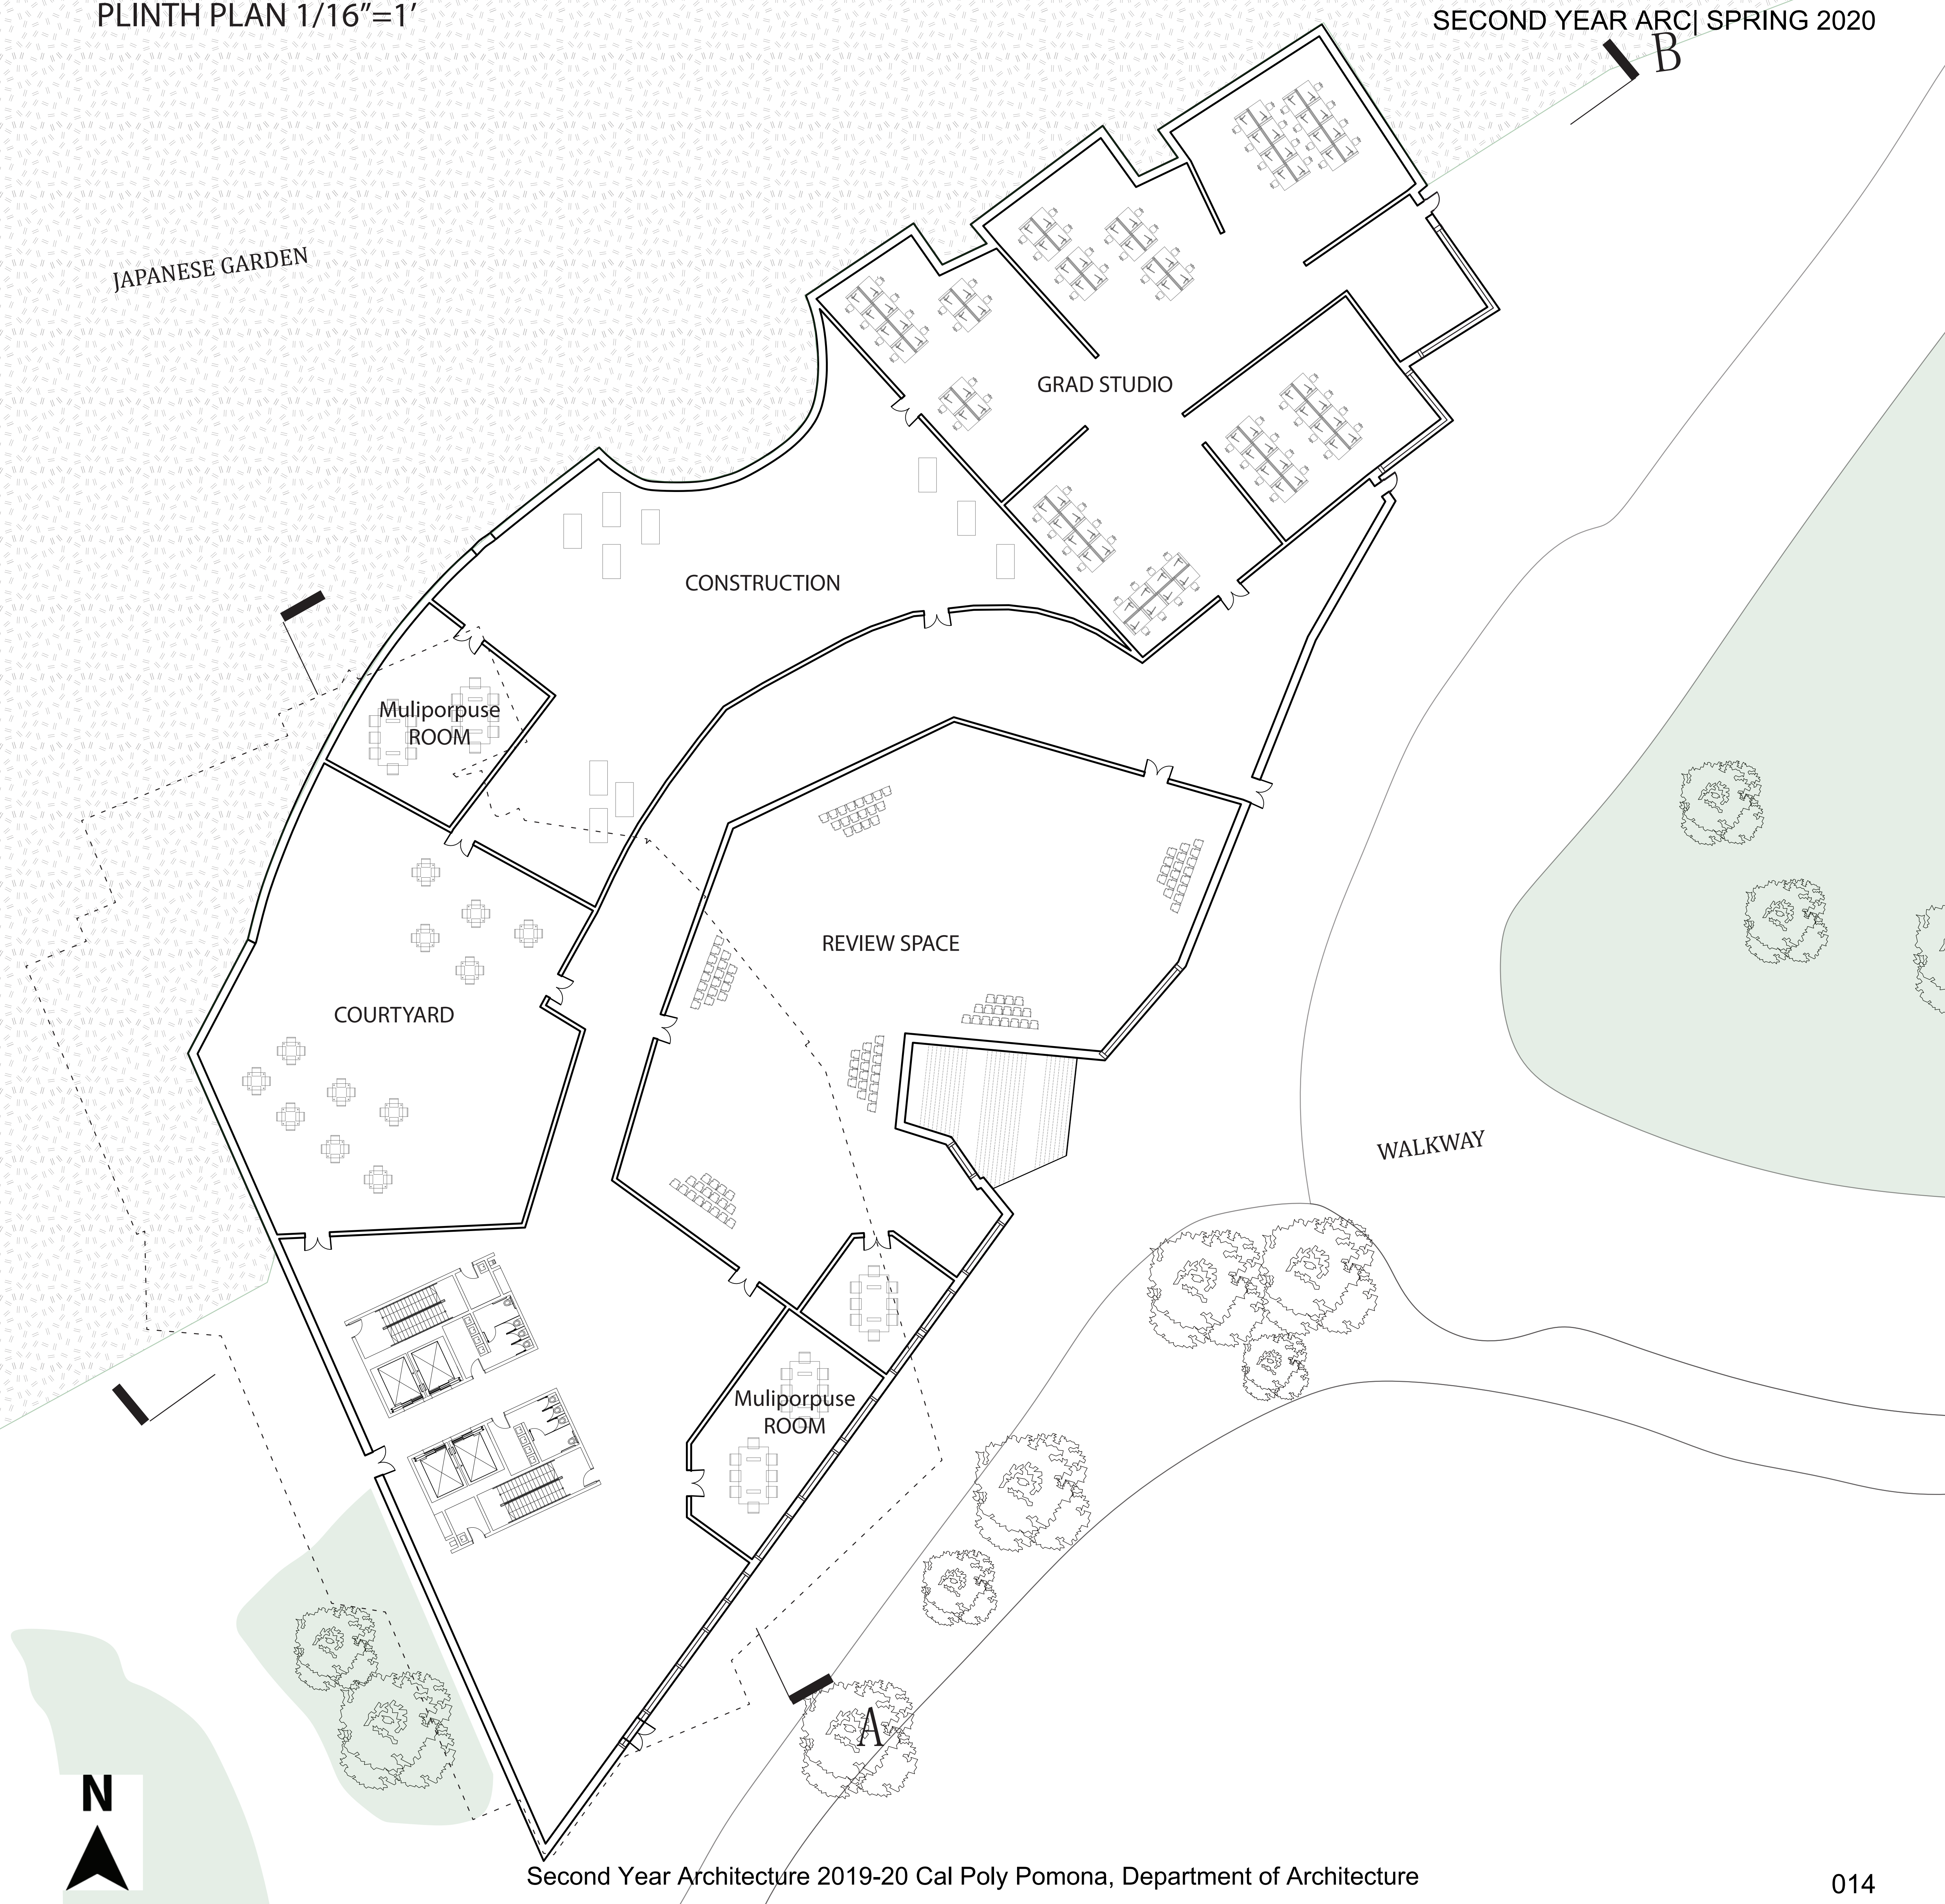 PLINTH PLAN 1/16”=1’
SECOND YEAR ARC| SPRING 2020
B
JAPANESE GARDEN
GRAD STUDIO
CONSTRUCTION
Muliporpuse
ROOM
REVIEW SPACE
COURTYARD
WALKWAY
Muliporpuse
ROOM
A
N
Second Year Architecture 2019-20 Cal Poly Pomona, Department of Architecture
014